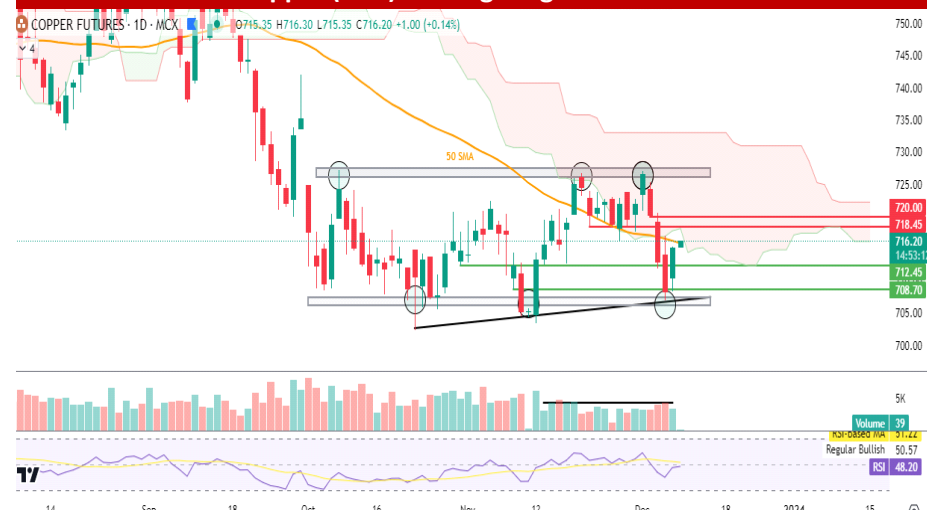 COPPER FUTURES · 1D · MCX O715.35 H716.30 L715.35 C716.20 +1.00 (+0.14%)
4
750.00
745.00
740.00
735.00
730.00
50 SMA
725.00
720.00
718.45
716.20
14:53:1
712.45
708.70
705.00
700.00
5K
Volume 39
RSI-based MA 51.22
Regular Bullish 50.57
RSI 48.20
14 Sep 18 Oct 16 Nov 12 Dec 18 2024 15